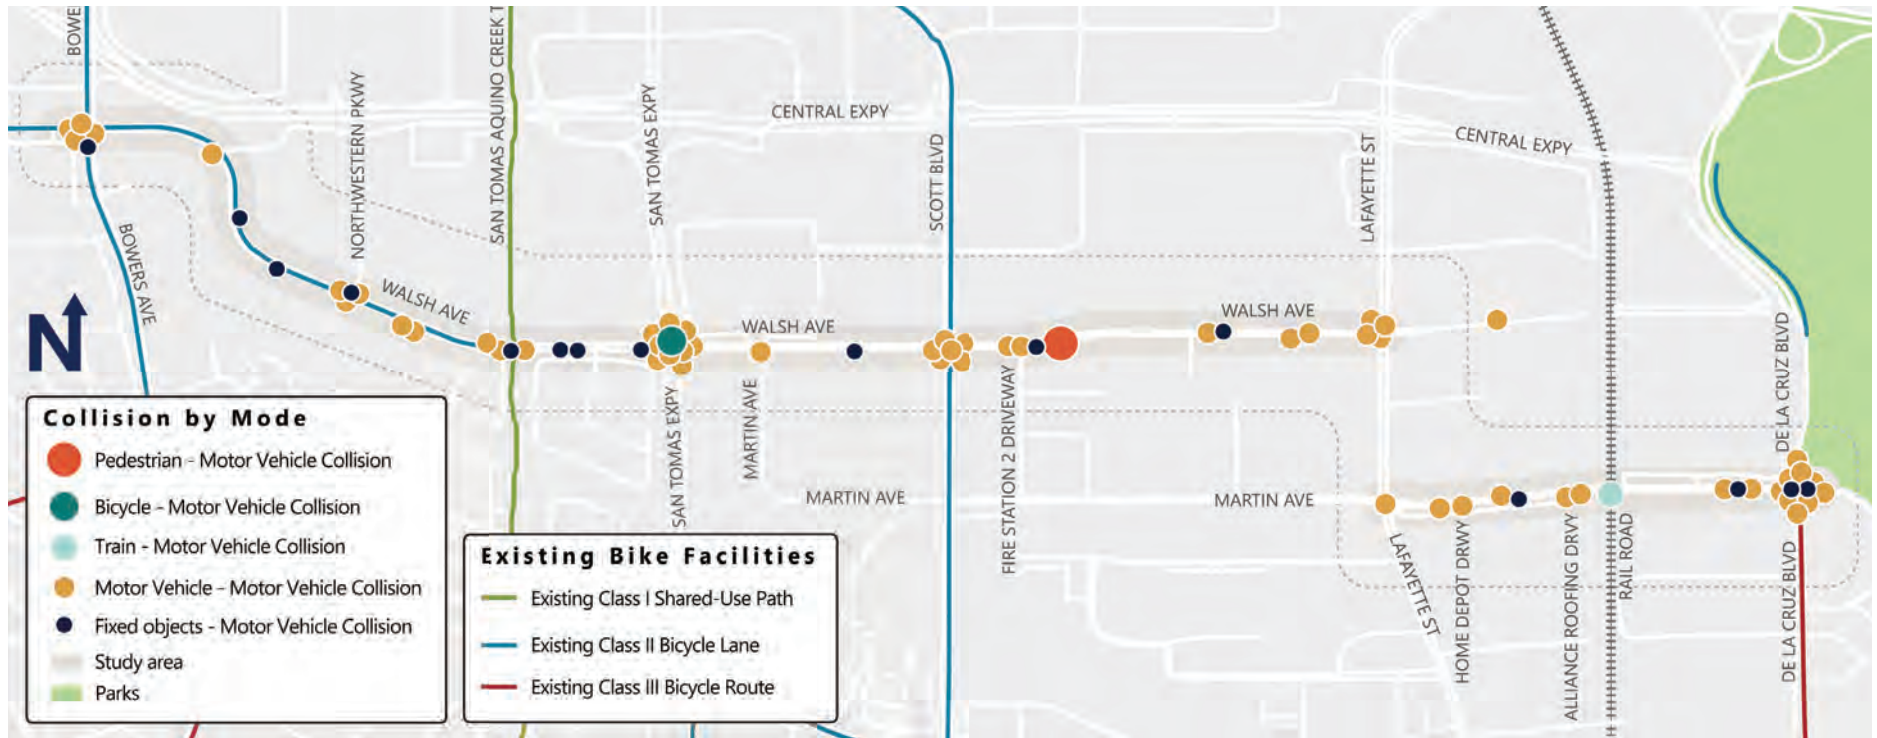 BOWE
SAN TOMAS AQUINO CREEK T
NORTHWESTERN PKWY
SAN TOMAS EXPY
CENTRAL EXPY
SCOTT BLVD
LAFAYETTE ST
CENTRAL EXPY
BOWERS AVE
WALSH AVE
WALSH AVE
WALSH AVE
DE LA CRUZ BLVD
N
SAN TOMAS EXPY
MARTIN AVE
MARTIN AVE
FIRE STATION 2 DRIVEWAY
MARTIN AVE
LAFAYETTE ST
HOME DEPOT DRWY
ALLIANCE ROOFING DRVY
RAIL ROAD
DE LA CRUZ BLVD
Collision by Mode
Pedestrian - Motor Vehicle Collision
Bicycle - Motor Vehicle Collision
Train - Motor Vehicle Collision
Motor Vehicle - Motor Vehicle Collision
Fixed objects - Motor Vehicle Collision
Study area
Parks
Existing Bike Facilities
Existing Class I Shared-Use Path
Existing Class II Bicycle Lane
Existing Class III Bicycle Route